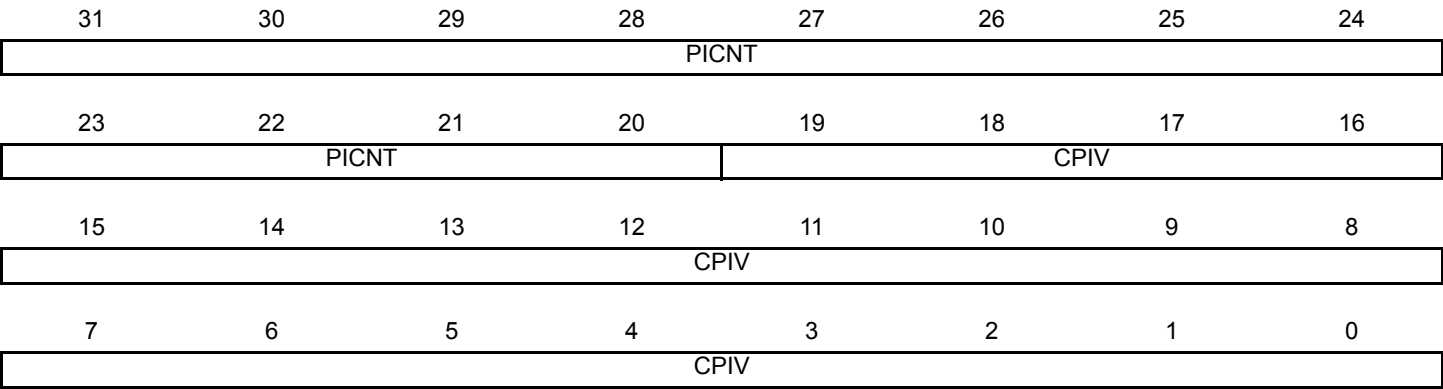 31 30 29 28 27 26 25 24
PICNT
23 22 21 20 19 18 17 16
PICNT CPIV
15 14 13 12 11 10 9 8
CPIV
7 6 5 4 3 2 1 0
CPIV